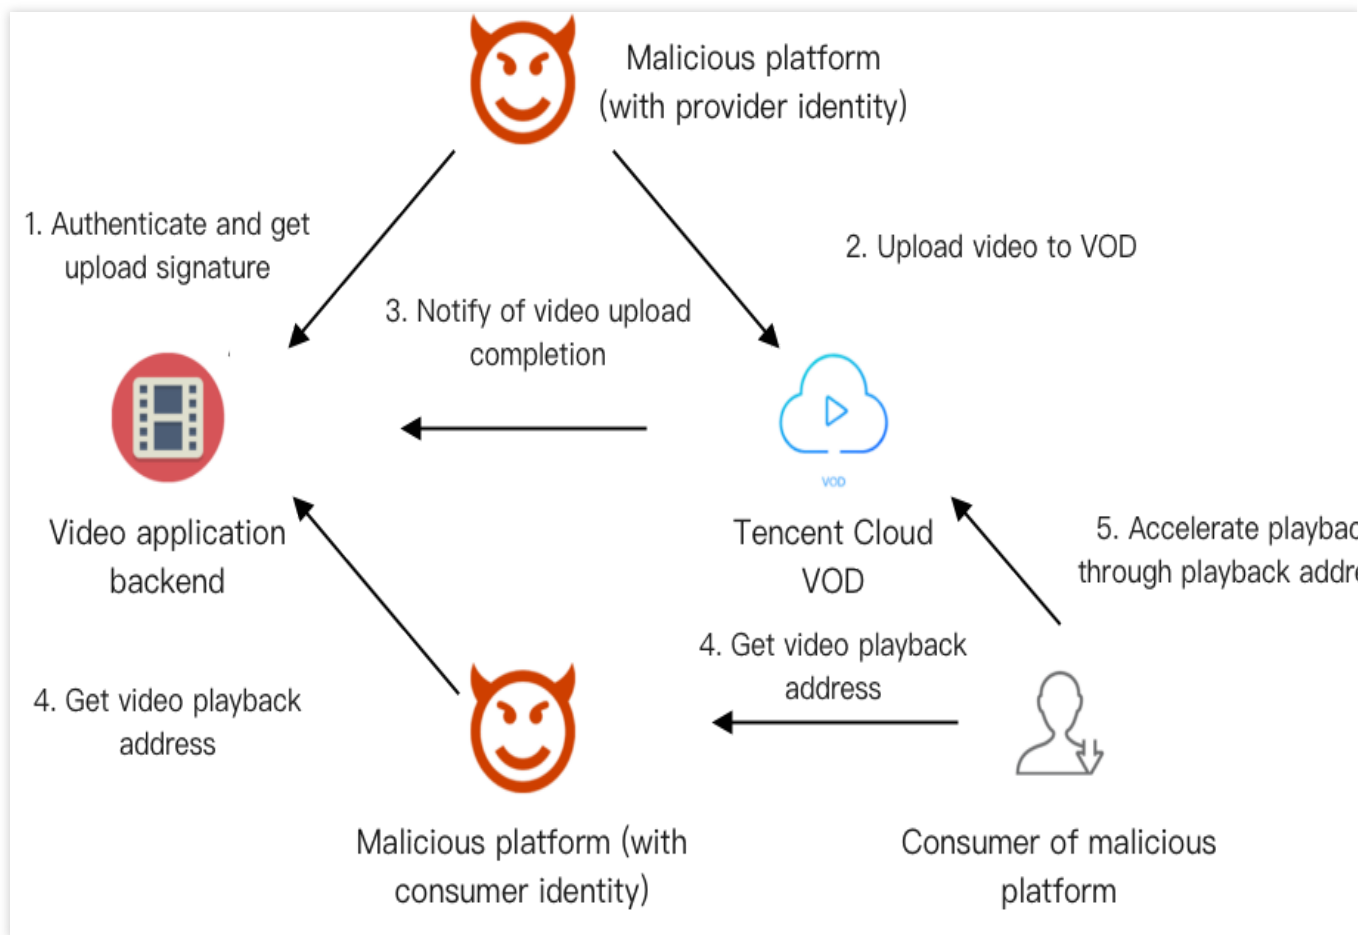 Malicious platform
(with provider identity)
1. Authenticate and get
upload signature
2. Upload video to VOD
3. Notify of video upload
completion
VOD
Video application
backend
Tencent Cloud
VOD
5. Accelerate playbac
through playback addre
4. Get video playback
address
4. Get video playback
address
Malicious platform (with
consumer identity)
Consumer of malicious
platform